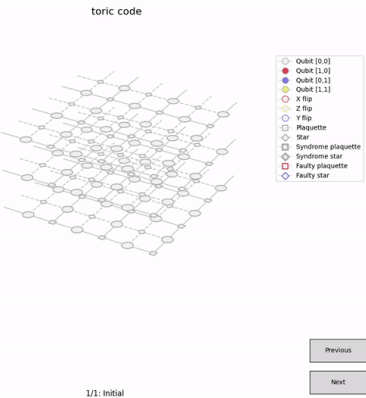 toric code
Qubit [0,0]
Qubit [1,0]
Qubit [0,1]
Qubit [1,1]
X flip
Z flip
Y flip
Plaquette
Star
Syndrome plaquette
Syndrome star
Faulty plaquette
Faulty star
Previous
Next
1/1: Initial